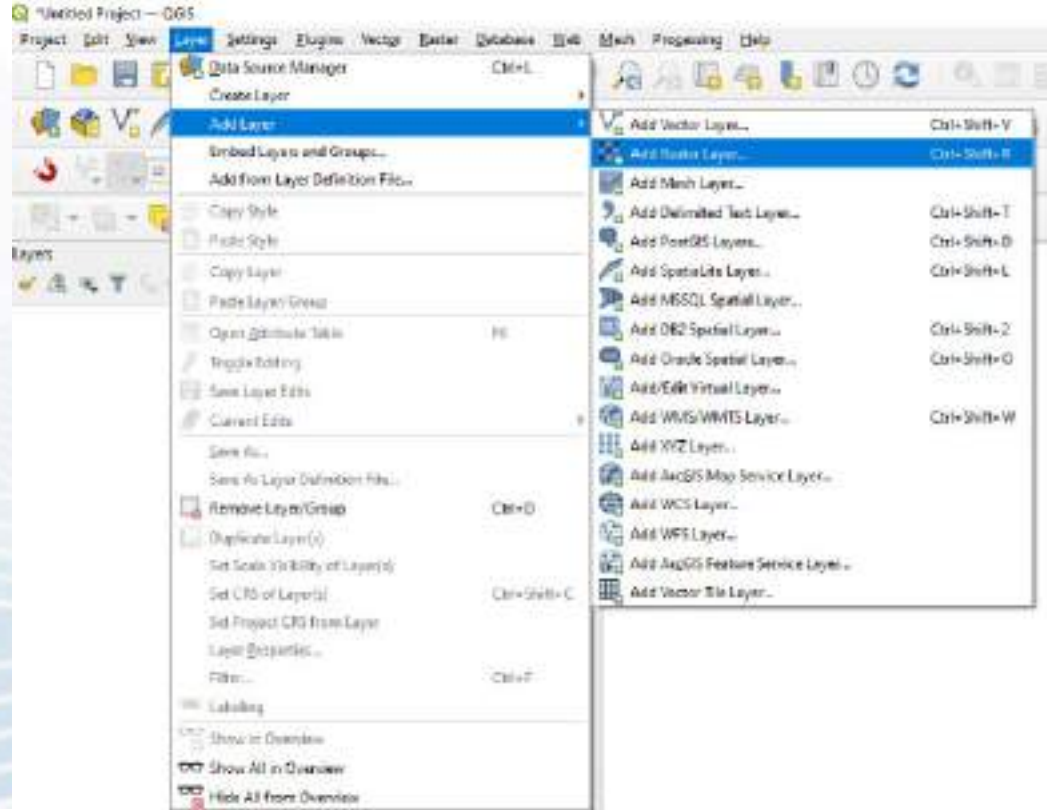 *Untitled Project — QGIS
Project Edit View Layer Settings Plugins Vector Raster Database Web Mesh Processing Help
Data Source Manager Ctrl+L
Create Layer
Add Layer
Embed Layers and Groups...
Add from Layer Definition File...
Copy Style
Paste Style
Copy Layer
Paste Layer/Group
Open Attribute Table F6
Toggle Editing
Save Layer Edits
Current Edits
Save As...
Save As Layer Definition File...
Remove Layer/Group Ctrl+D
Duplicate Layer(s)
Set Scale Visibility of Layer(s)
Set CRS of Layer(s) Ctrl+Shift+C
Set Project CRS from Layer
Layer Properties...
Filter... Ctrl+F
Labeling
Show in Overview
Show All in Overview
Hide All from Overview
Add Vector Layer... Ctrl+Shift+V
Add Raster Layer... Ctrl+Shift+R
Add Mesh Layer...
Add Delimited Text Layer... Ctrl+Shift+T
Add PostGIS Layers... Ctrl+Shift+D
Add SpatiaLite Layer... Ctrl+Shift+L
Add MSSQL Spatial Layer...
Add DB2 Spatial Layer... Ctrl+Shift+2
Add Oracle Spatial Layer... Ctrl+Shift+O
Add/Edit Virtual Layer...
Add WMS/WMTS Layer... Ctrl+Shift+W
Add XYZ Layer...
Add ArcGIS Map Service Layer...
Add WCS Layer...
Add WFS Layer...
Add ArcGIS Feature Service Layer...
Add Vector Tile Layer...
Layers